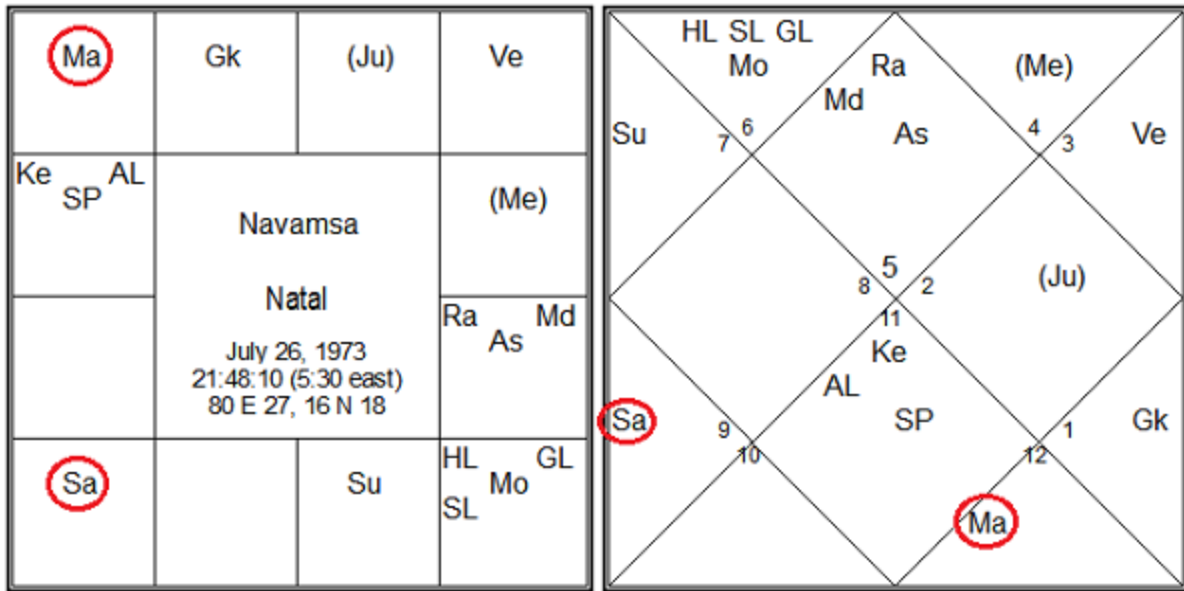 Ma Gk (Ju) Ve
Ke AL
SP
(Me)
Navamsa
Natal
July 26, 1973
21:48:10 (5:30 east)
80 E 27, 16 N 18
Ra Md
As
Sa
Su
HL GL
Mo
SL
HL SL GL
Mo
Ra
Md
(Me)
Su
As
Ve
6
7
4
3
5
8 2
11
(Ju)
Ke
AL
SP
Sa
9
10
1
12
Gk
Ma